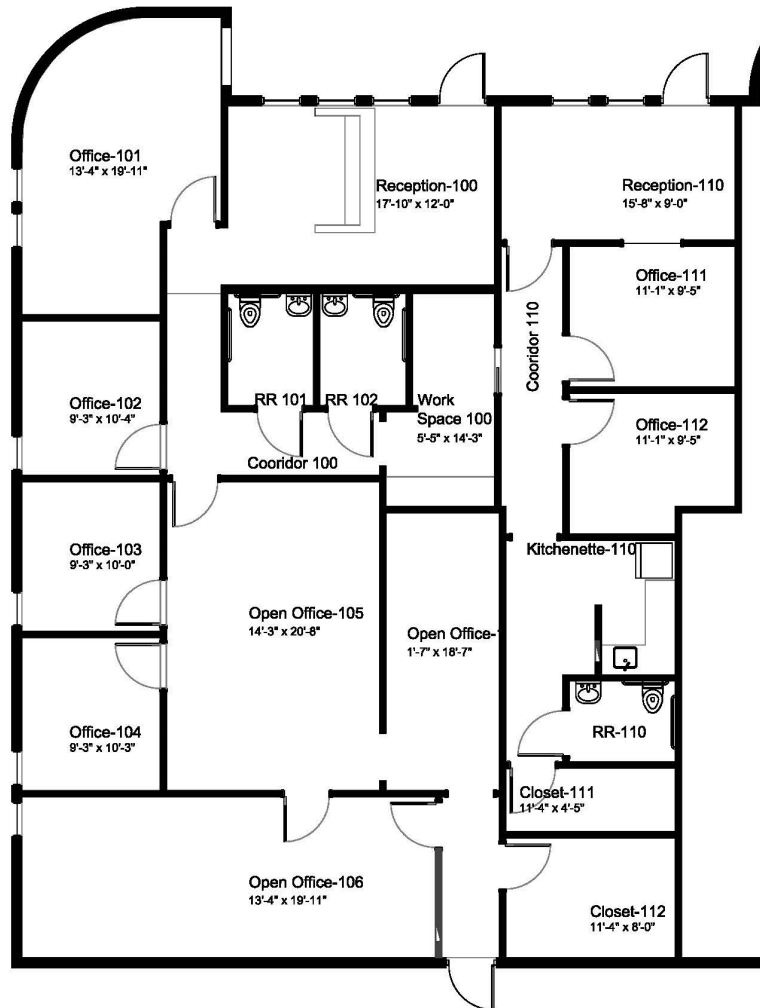 Office-101
13'-4" x 19'-11"
Reception-100
17'-10" x 12'-0"
Reception-110
15'-8" x 9'-0"
Office-111
11'-1" x 9'-5"
Cooridor 110
Office-102
9'-3" x 10'-4"
RR 101
RR 102
Work
Space 100
5'-5" x 14'-3"
Office-112
11'-1" x 9'-5"
Cooridor 100
Office-103
9'-3" x 10'-0"
Kitchenette-110
Open Office-105
14'-3" x 20'-8"
Open Office-
1'-7" x 18'-7"
Office-104
9'-3" x 10'-3"
RR-110
Closet-111
11'-4" x 4'-5"
Open Office-106
13'-4" x 19'-11"
Closet-112
11'-4" x 8'-0"